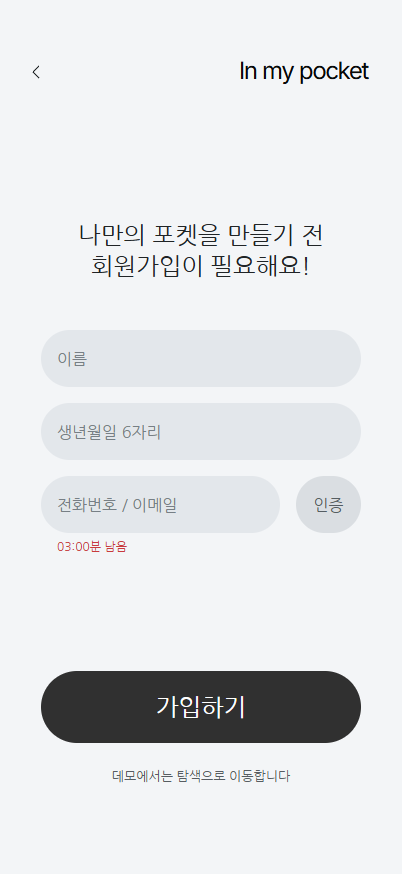 In my pocket
나만의 포켓을 만들기 전
회원가입이 필요해요!
이름
생년월일 6자리
전화번호 / 이메일
인증
03:00분 남음
가입하기
데모에서는 탐색으로 이동합니다